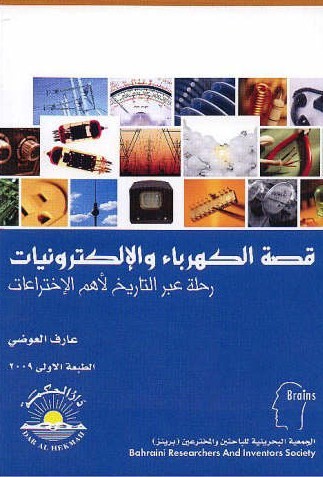 قصة الكهرباء والإلكترونيات
رحلة عبر التاريخ لأهم الإختراعات
عارف العوضي
الطبعة الاولى ٢٠٠٩
دار الحكمة
DAR AL HEKMAH
Brains
الجمعية البحرينية للباحثين والمخترعين (برينز)
Bahraini Researchers And Inventors Society